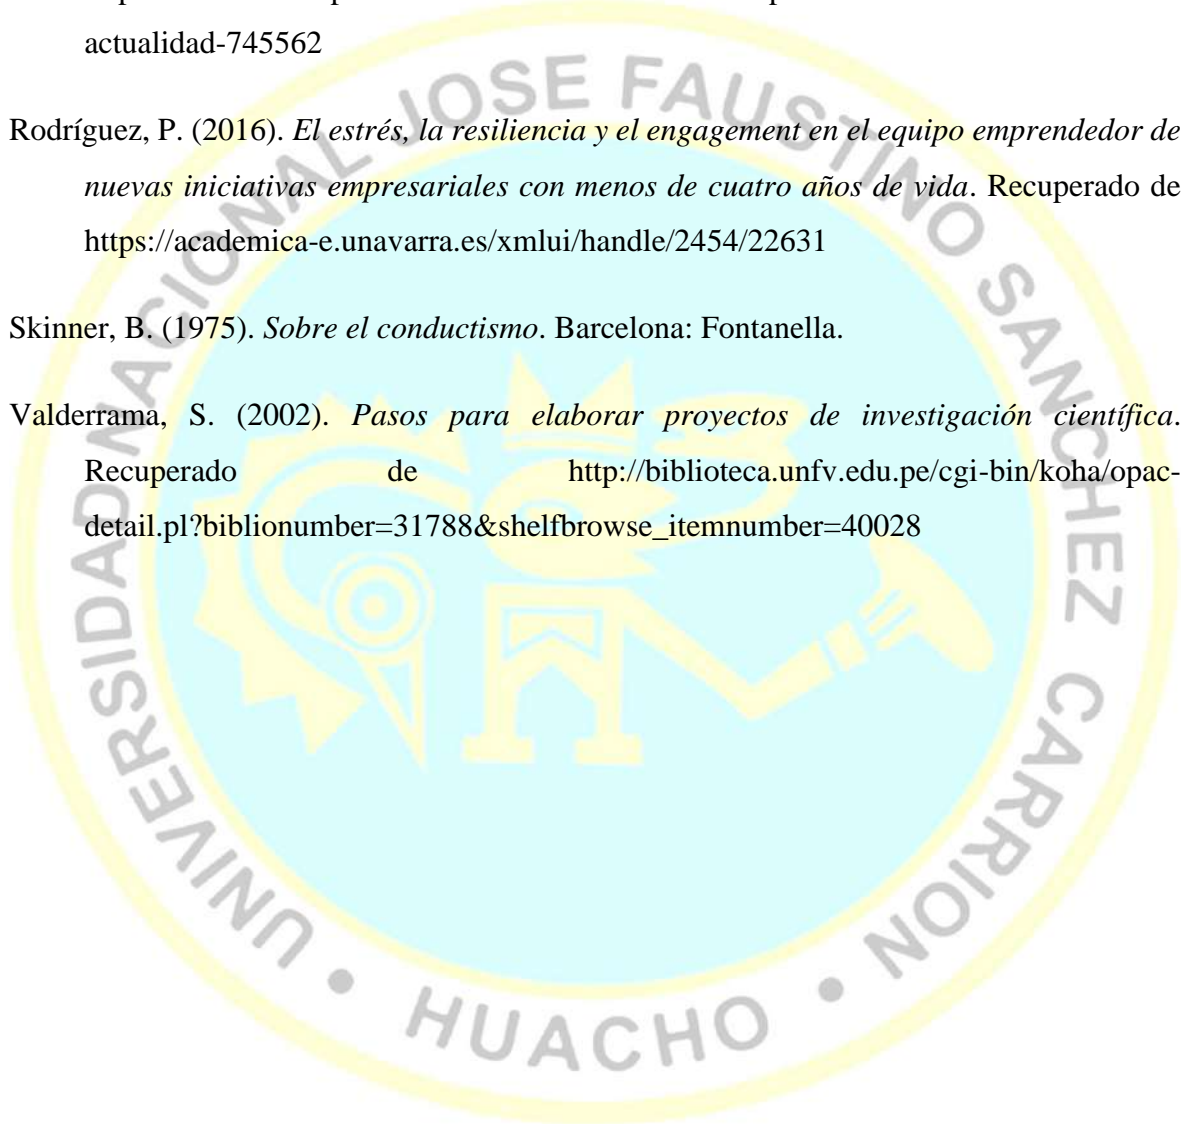 actualidad-745562
Rodríguez, P. (2016). El estrés, la resiliencia y el engagement en el equipo emprendedor de
nuevas iniciativas empresariales con menos de cuatro años de vida. Recuperado de
https://academica-e.unavarra.es/xmlui/handle/2454/22631
Skinner, B. (1975). Sobre el conductismo. Barcelona: Fontanella.
Valderrama, S. (2002). Pasos para elaborar proyectos de investigación científica.
Recuperado de http://biblioteca.unfv.edu.pe/cgi-bin/koha/opac-
detail.pl?biblionumber=31788&shelfbrowse_itemnumber=40028
UNIVERSIDAD NACIONAL JOSE FAUSTINO SANCHEZ CARRION
• HUACHO •